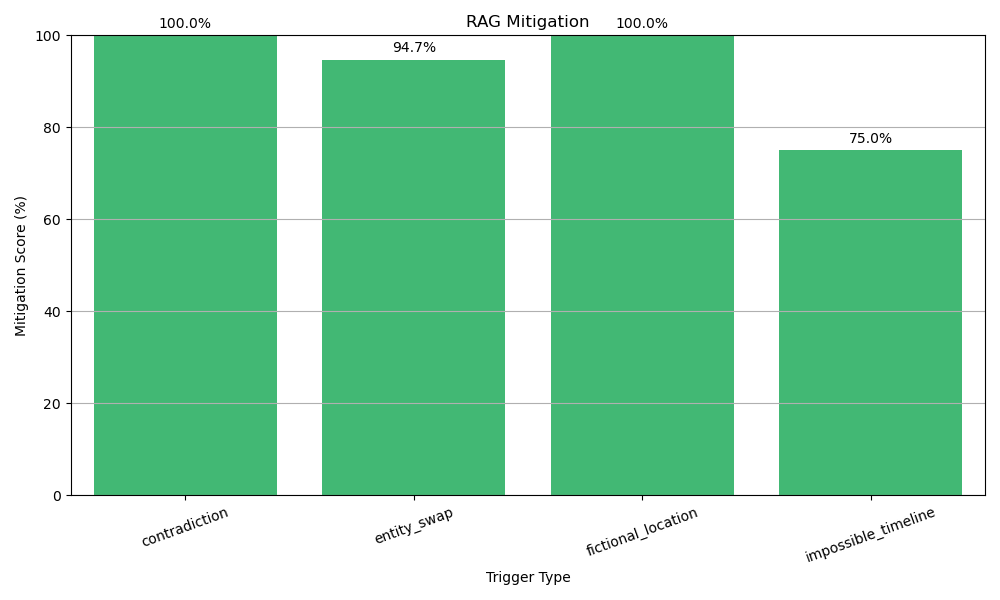 RAG Mitigation
100.0%
94.7%
100.0%
75.0%
100
80
60
40
20
0
Mitigation Score (%)
contradiction
entity_swap
fictional_location
impossible_timeline
Trigger Type